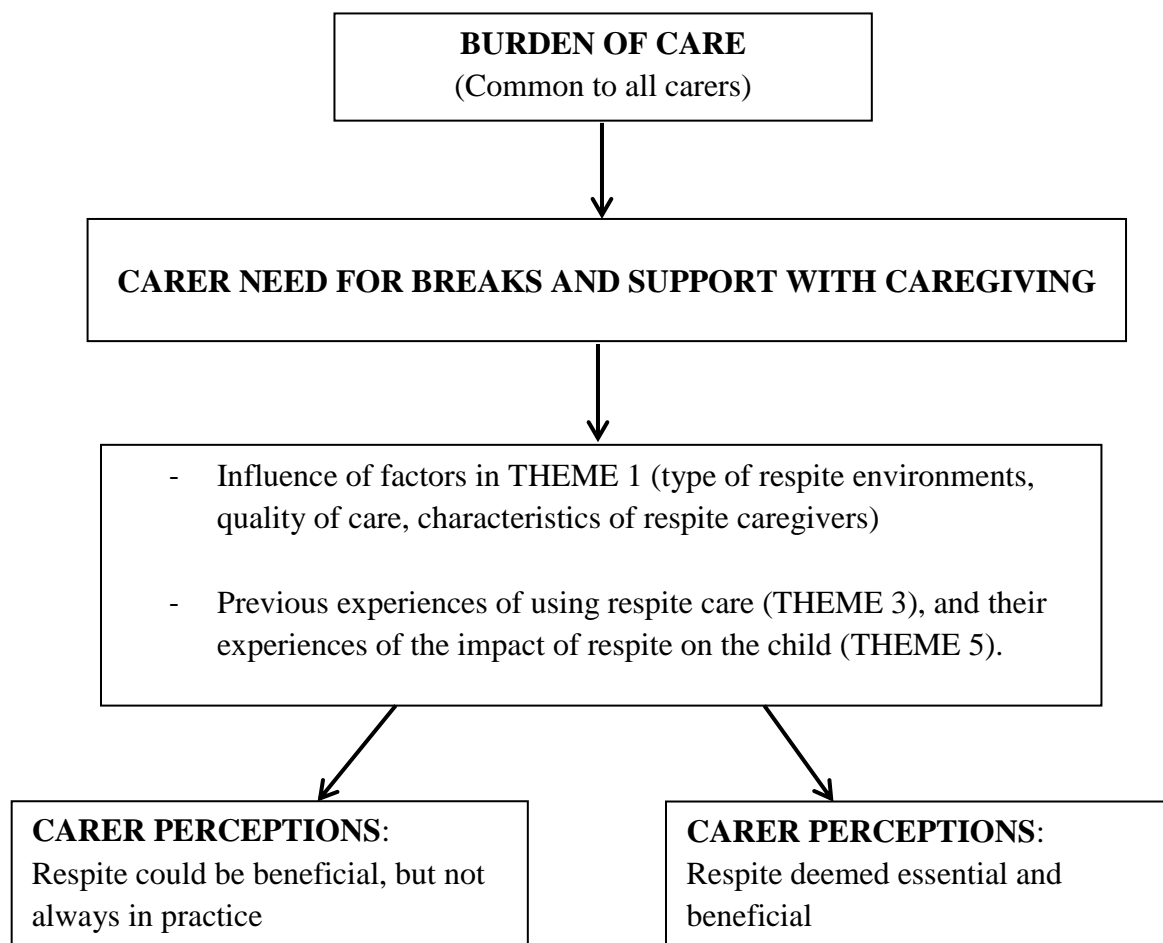 BURDEN OF CARE
(Common to all carers)
CARER NEED FOR BREAKS AND SUPPORT WITH CAREGIVING
- Influence of factors in THEME 1 (type of respite environments,
quality of care, characteristics of respite caregivers)
- Previous experiences of using respite care (THEME 3), and their
experiences of the impact of respite on the child (THEME 5).
CARER PERCEPTIONS:
Respite could be beneficial, but not
always in practice
CARER PERCEPTIONS:
Respite deemed essential and
beneficial